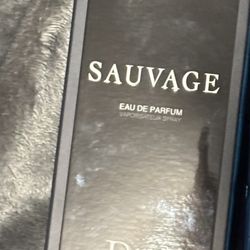 SAUVAGE
EAU DE PARFUM
VAPORISATEUR SPRAY
D